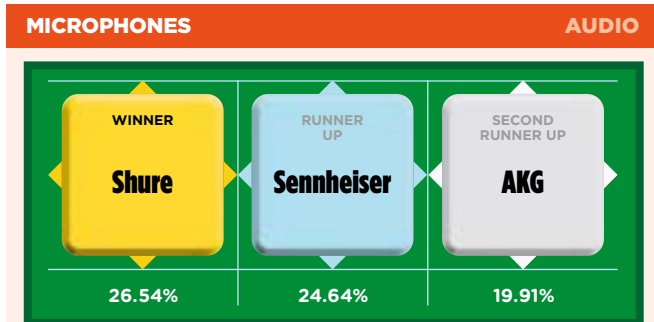 MICROPHONES AUDIO
WINNER
Shure
RUNNER
UP
Sennheiser
SECOND
RUNNER UP
AKG
26.54% 24.64% 19.91%